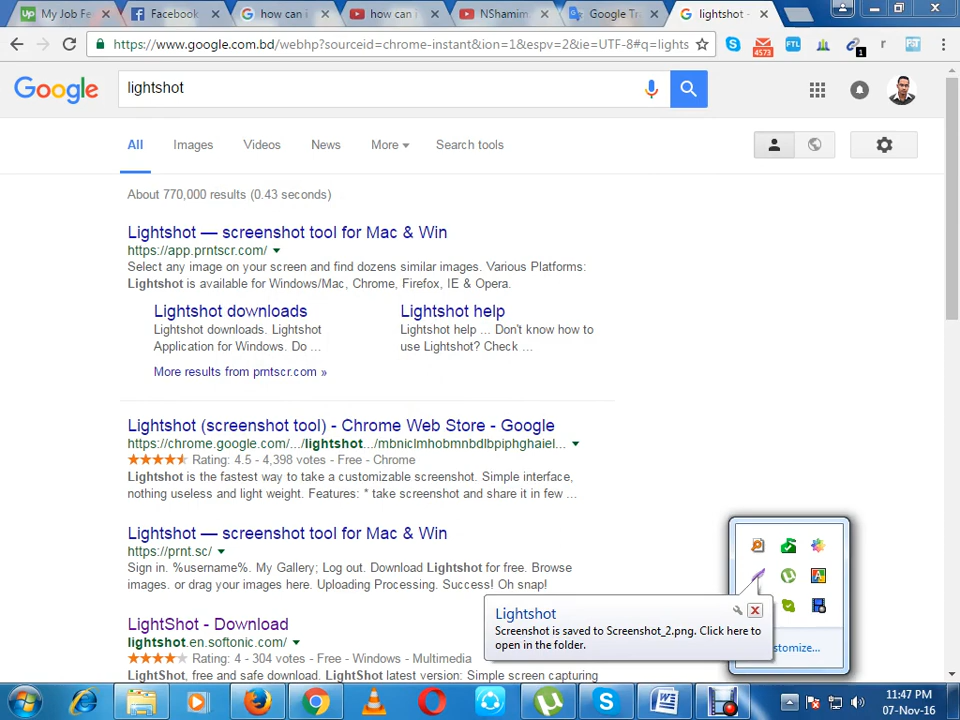 Up My Job Fe
Facebook
how can i
how can i
NShamim
Google Tr
lightshot -
https://www.google.com.bd/webhp?sourceid=chrome-instant&ion=1&espv=2&ie=UTF-8#q=lights
4573
FTL
1
r
FST
Google
lightshot
All Images Videos News More Search tools
About 770,000 results (0.43 seconds)
Lightshot — screenshot tool for Mac & Win
https://app.prntscr.com/
Select any image on your screen and find dozens similar images. Various Platforms:
Lightshot is available for Windows/Mac, Chrome, Firefox, IE & Opera.
Lightshot downloads
Lightshot downloads. Lightshot
Application for Windows. Do ...
Lightshot help
Lightshot help ... Don't know how to
use Lightshot? Check ...
More results from prntscr.com »
Lightshot (screenshot tool) - Chrome Web Store - Google
https://chrome.google.com/.../lightshot.../mbniclmhobmnbdlbpiphghaiel...
Rating: 4.5 - 4,398 votes - Free - Chrome
Lightshot is the fastest way to take a customizable screenshot. Simple interface,
nothing useless and light weight. Features: * take screenshot and share it in few ...
Lightshot — screenshot tool for Mac & Win
https://prnt.sc/
Sign in. %username%. My Gallery; Log out. Download Lightshot for free. Browse
images. or drag your images here. Uploading Processing. Success! Oh snap!
LightShot - Download
lightshot.en.softonic.com/
Rating: 4 - 304 votes - Free - Windows - Multimedia
LightShot, free and safe download. LightShot latest version: Simple screen capturing
Lightshot
Screenshot is saved to Screenshot_2.png. Click here to
open in the folder.
stomize...
11:47 PM
07-Nov-16